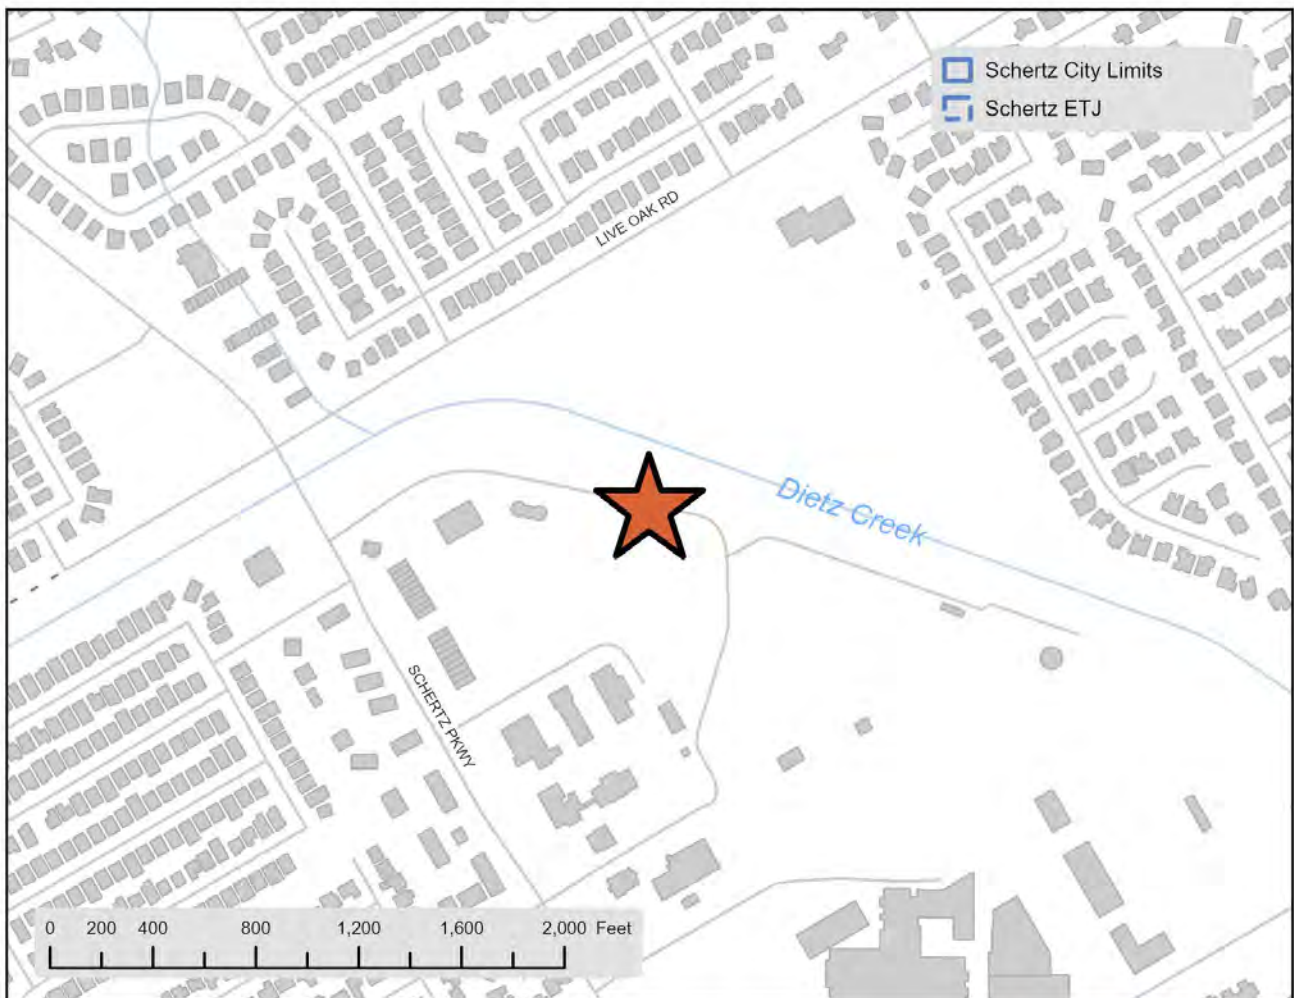 Schertz City Limits
Schertz ETJ
LIVE OAK RD
Dietz Creek
SCHERTZ PKWY
0 200 400 800 1,200 1,600 2,000 Feet